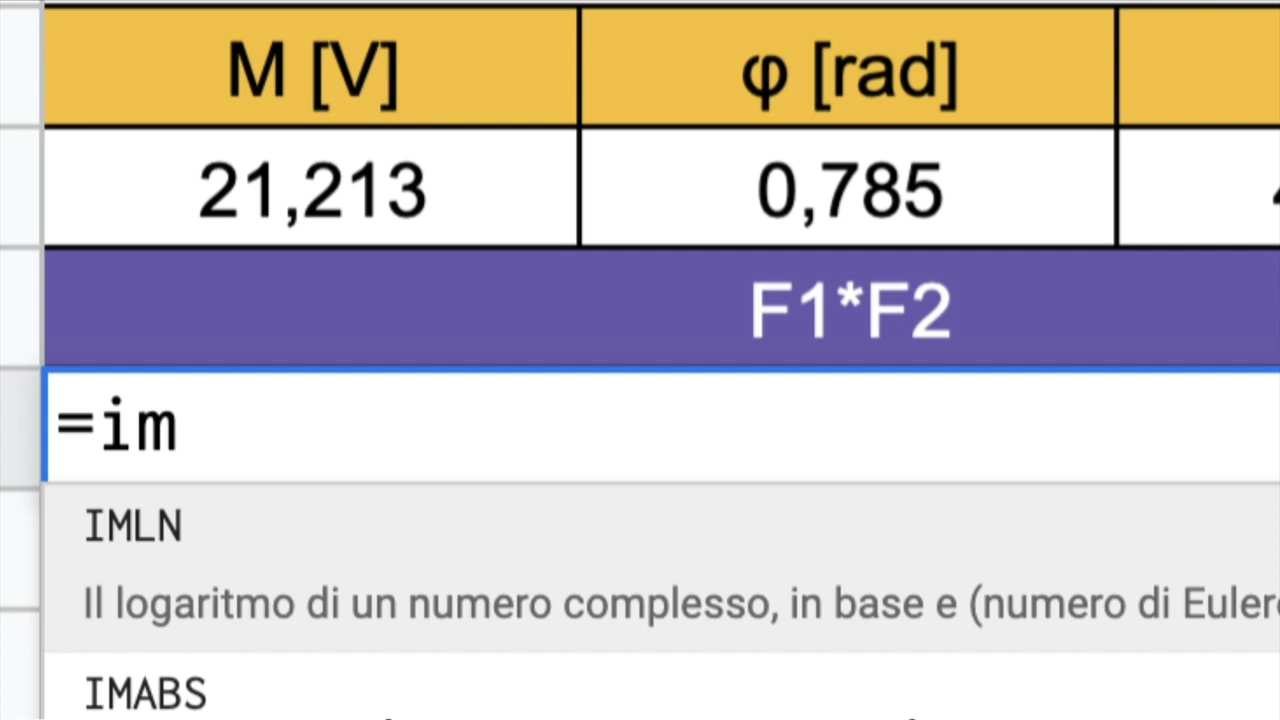 M [V] φ [rad]
21,213 0,785
F1*F2
=im
IMLN
Il logaritmo di un numero complesso, in base e (numero di
IMABS